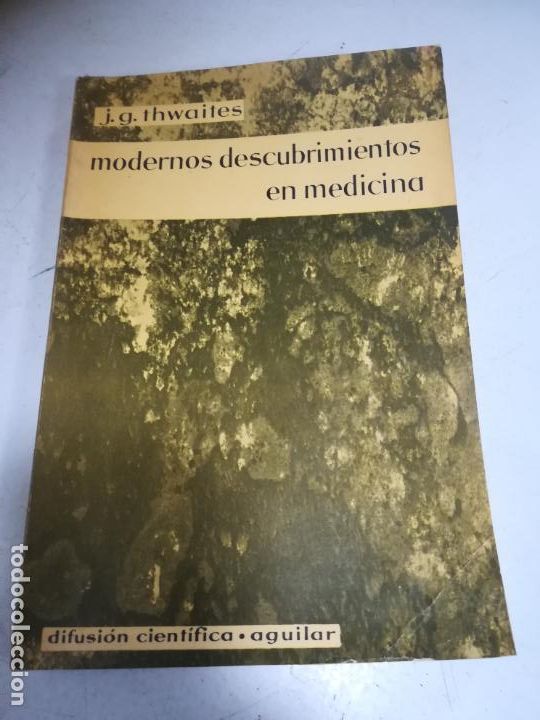 j. g. thwaites
modernos descubrimientos
en medicina
difusión científica • aguilar
todocoleccion